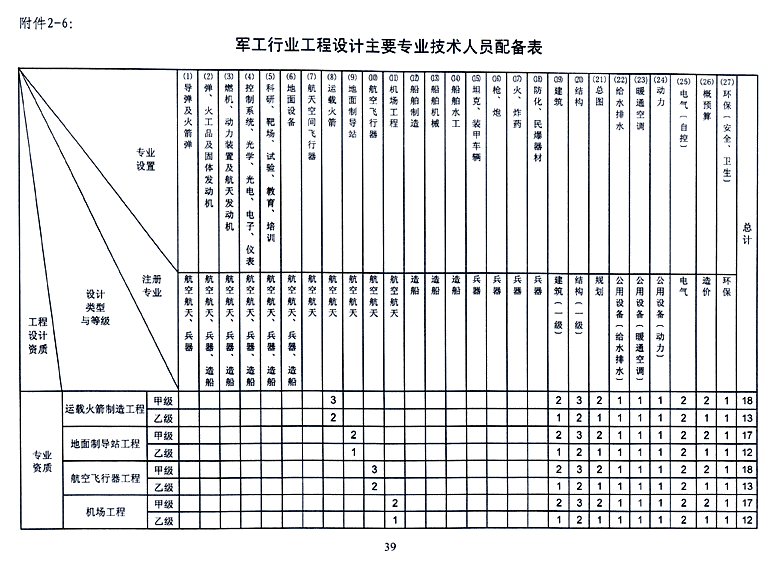 附件2-6:
军工行业工程设计主要专业技术人员配备表
专业设置
注册专业
设计类型与等级
工程设计资质
(1) 导弹及火箭弹
(2) 弹、火工品及固体发动机
(3) 燃机、动力装置及航天发动机
(4) 控制系统、光学、光电、电子、仪表
(5) 科研、靶场、试验、教育、培训
(6) 地面设备
(7) 航天空间飞行器
(8) 运载火箭
(9) 地面制导站
(10) 航空飞行器
(11) 机场工程
(12) 船舶制造
(13) 船舶机械
(14) 船舶水工
(15) 坦克、装甲车辆
(16) 枪、炮
(17) 火、炸药
(18) 防化、民爆器材
(19) 建筑
(20) 结构
(21) 总图
(22) 给水排水
(23) 暖通空调
(24) 动力
(25) 电气（自控）
(26) 概预算
(27) 环保（安全、卫生）
总计
航空航天、兵器
航空航天、兵器、造船
航空航天、兵器、造船
航空航天、兵器、造船
航空航天、兵器、造船
航空航天、兵器、造船
航空航天
航空航天
航空航天
航空航天
航空航天
造船
造船
造船
兵器
兵器
兵器
兵器
建筑（一级）
结构（一级）
规划
公用设备（给水排水）
公用设备（暖通空调）
公用设备（动力）
电气
造价
环保
专业资质
运载火箭制造工程 甲级 3 2 3 2 1 1 1 2 2 1 18
乙级 2 1 2 1 1 1 1 2 1 1 13
地面制导站工程 甲级 2 2 3 2 1 1 1 2 2 1 17
乙级 1 1 2 1 1 1 1 2 1 1 12
航空飞行器工程 甲级 3 2 3 2 1 1 1 2 2 1 18
乙级 2 1 2 1 1 1 1 2 1 1 13
机场工程 甲级 2 2 3 2 1 1 1 2 2 1 17
乙级 1 1 2 1 1 1 1 2 1 1 12
39